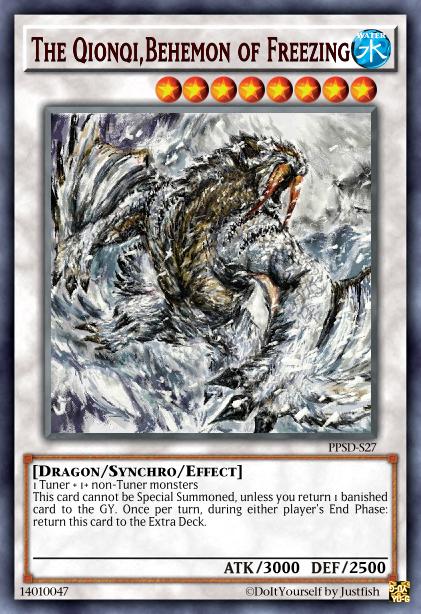 The Qionqi,Behemon of Freezing
WATER
水
PPSD-S27
[Dragon/Synchro/Effect]
1 Tuner + 1+ non-Tuner monsters
This card cannot be Special Summoned, unless you return 1 banished
card to the GY. Once per turn, during either player's End Phase:
return this card to the Extra Deck.
ATK/3000 DEF/2500
14010047
©DoItYourself by Justfish